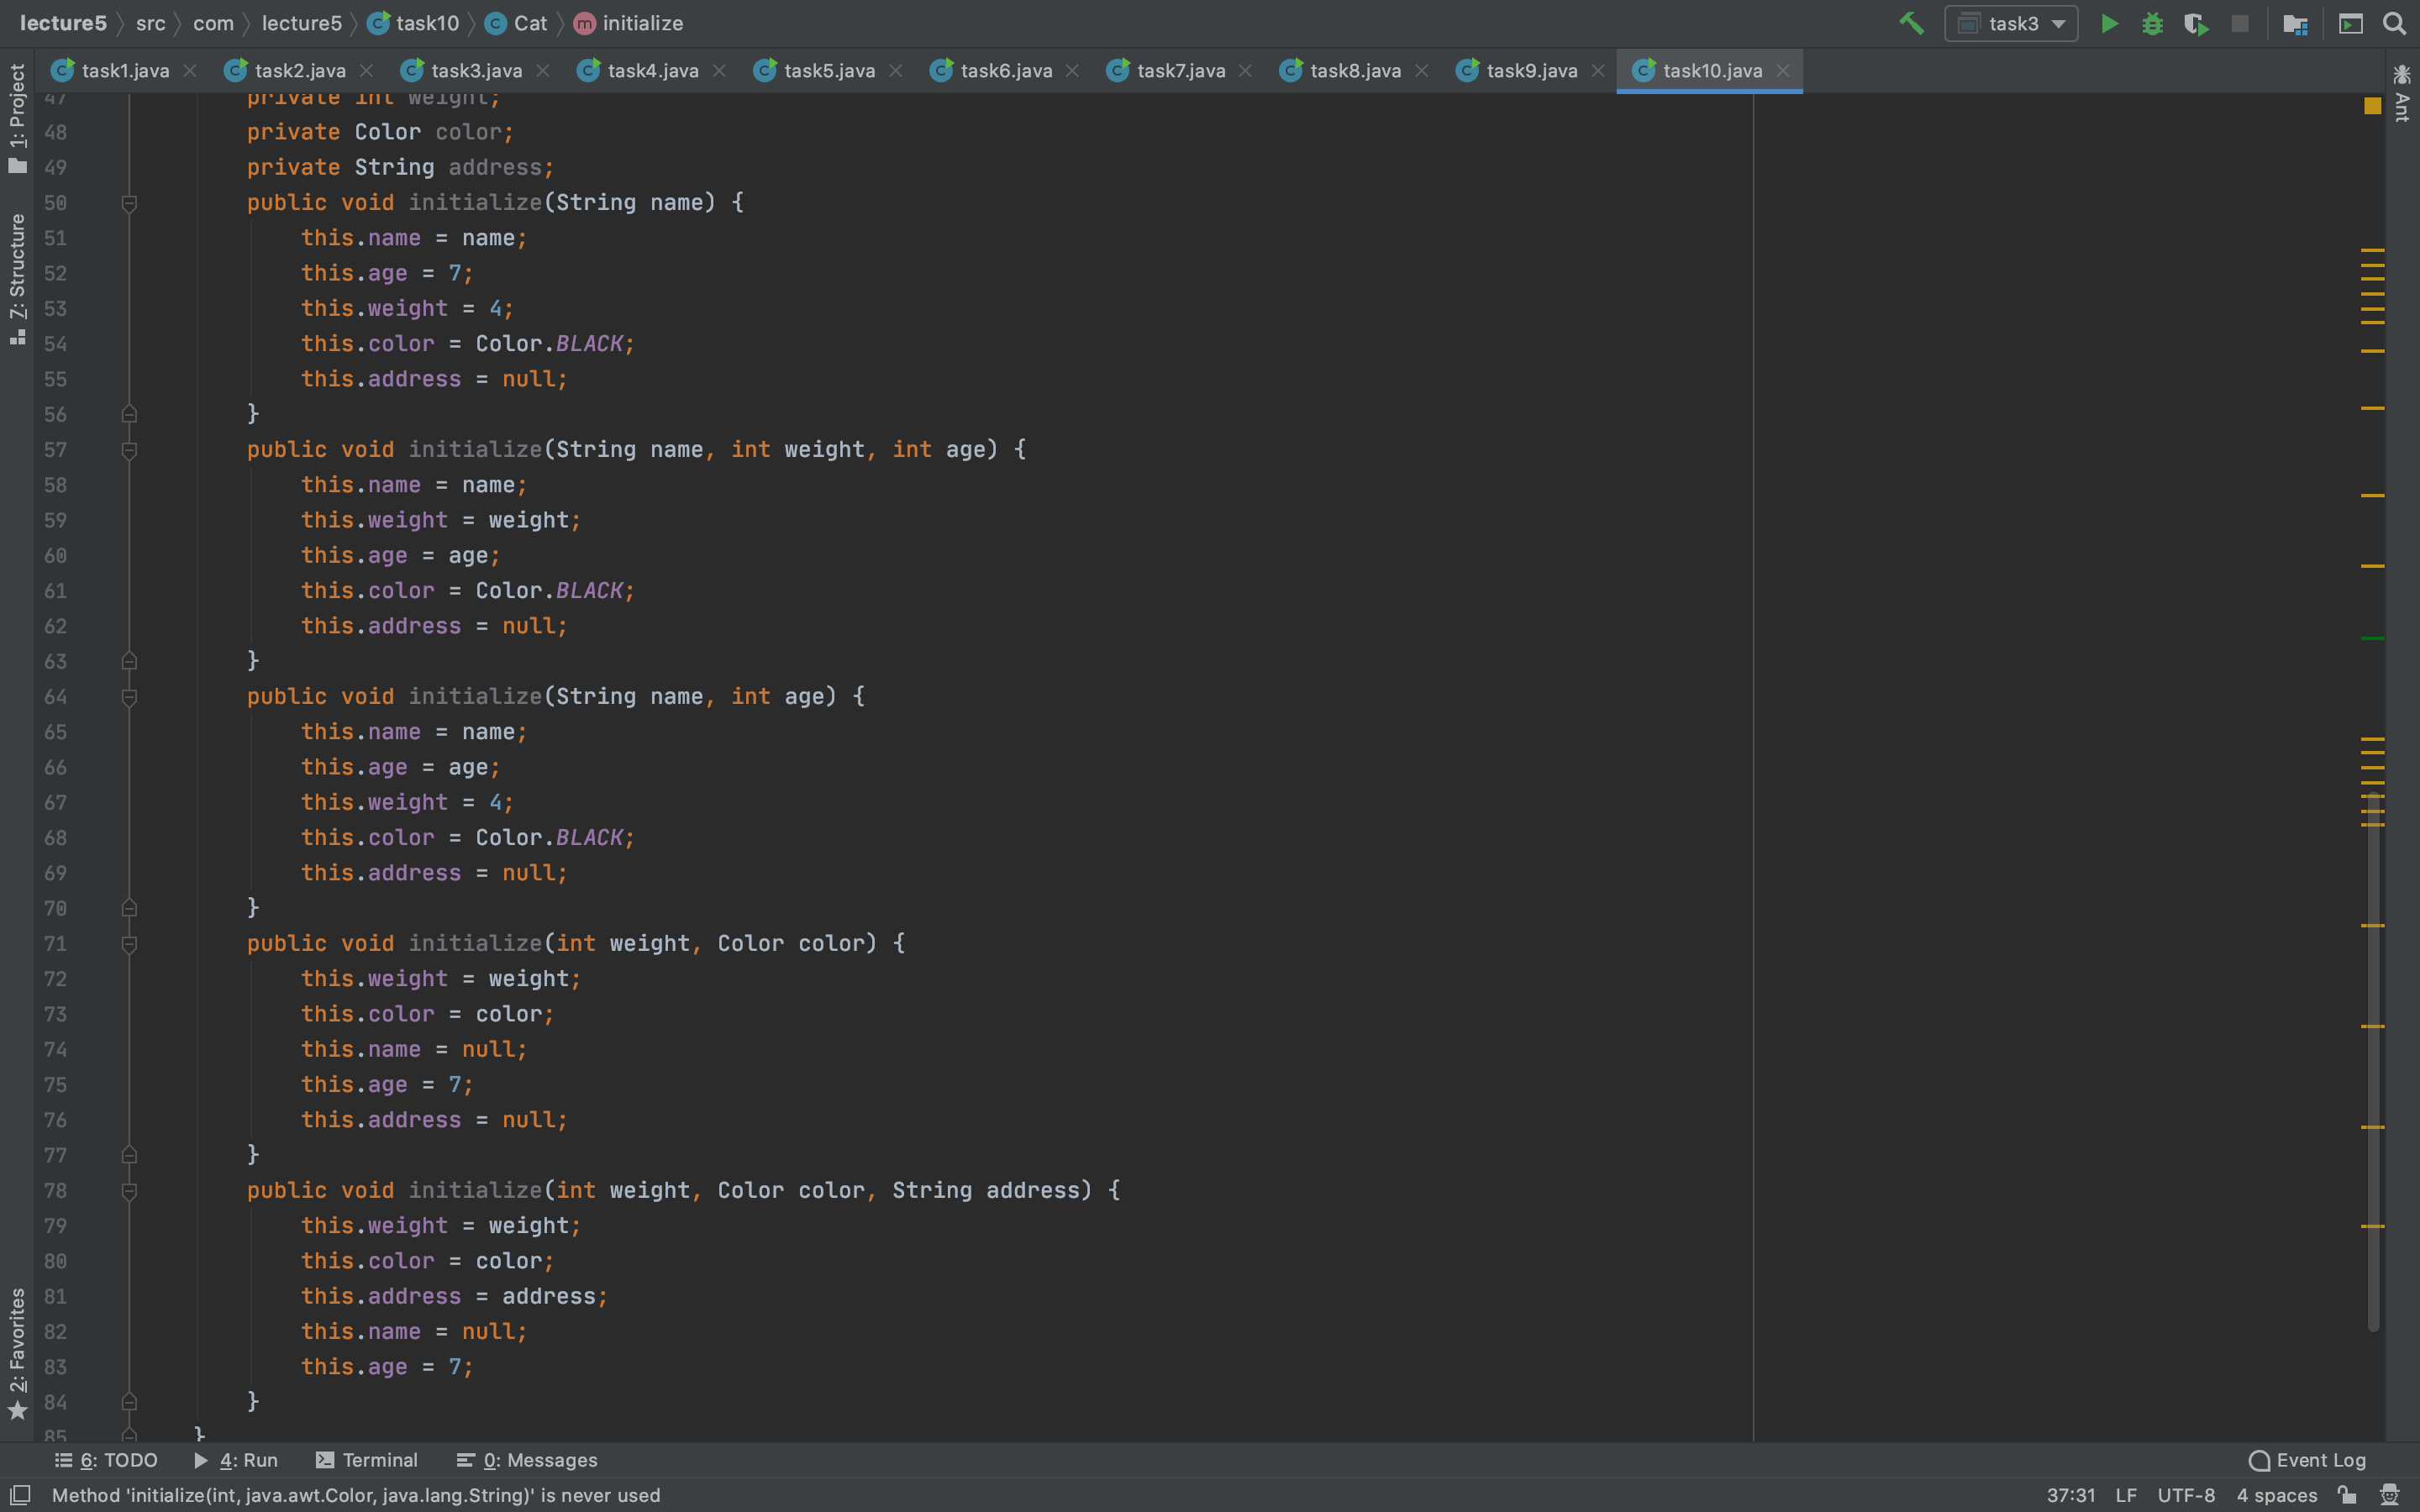 lecture5 src com lecture5 task10 Cat initialize task3
task1.java task2.java task3.java task4.java task5.java task6.java task7.java task8.java task9.java task10.java
1: Project
7: Structure
2: Favorites
Ant
47 private int weight;
48 private Color color;
49 private String address;
50 public void initialize(String name) {
51 this.name = name;
52 this.age = 7;
53 this.weight = 4;
54 this.color = Color.BLACK;
55 this.address = null;
56 }
57 public void initialize(String name, int weight, int age) {
58 this.name = name;
59 this.weight = weight;
60 this.age = age;
61 this.color = Color.BLACK;
62 this.address = null;
63 }
64 public void initialize(String name, int age) {
65 this.name = name;
66 this.age = age;
67 this.weight = 4;
68 this.color = Color.BLACK;
69 this.address = null;
70 }
71 public void initialize(int weight, Color color) {
72 this.weight = weight;
73 this.color = color;
74 this.name = null;
75 this.age = 7;
76 this.address = null;
77 }
78 public void initialize(int weight, Color color, String address) {
79 this.weight = weight;
80 this.color = color;
81 this.address = address;
82 this.name = null;
83 this.age = 7;
84 }
85 }
6: TODO 4: Run Terminal 0: Messages Event Log
Method 'initialize(int, java.awt.Color, java.lang.String)' is never used 37:31 LF UTF-8 4 spaces